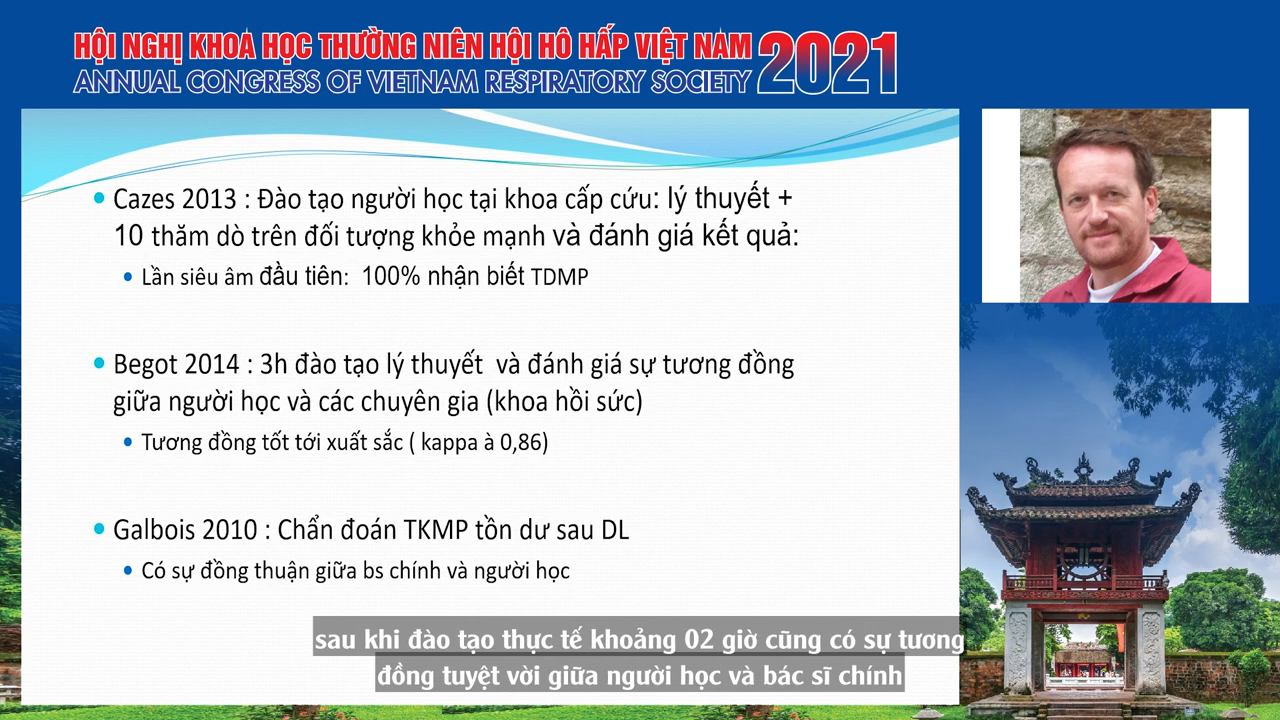 HỘI NGHỊ KHOA HỌC THƯỜNG NIÊN HỘI HÔ HẤP VIỆT NAM 2021
ANNUAL CONGRESS OF VIETNAM RESPIRATORY SOCIETY
• Cazes 2013 : Đào tạo người học tại khoa cấp cứu: lý thuyết +
10 thăm dò trên đối tượng khỏe mạnh và đánh giá kết quả:
• Lần siêu âm đầu tiên: 100% nhận biết TDMP
• Begot 2014 : 3h đào tạo lý thuyết và đánh giá sự tương đồng
giữa người học và các chuyên gia (khoa hồi sức)
• Tương đồng tốt tới xuất sắc ( kappa à 0,86)
• Galbois 2010 : Chẩn đoán TKMP tồn dư sau DL
• Có sự đồng thuận giữa bs chính và người học
sau khi đào tạo thực tế khoảng 02 giờ cũng có sự tương
đồng tuyệt vời giữa người học và bác sĩ chính